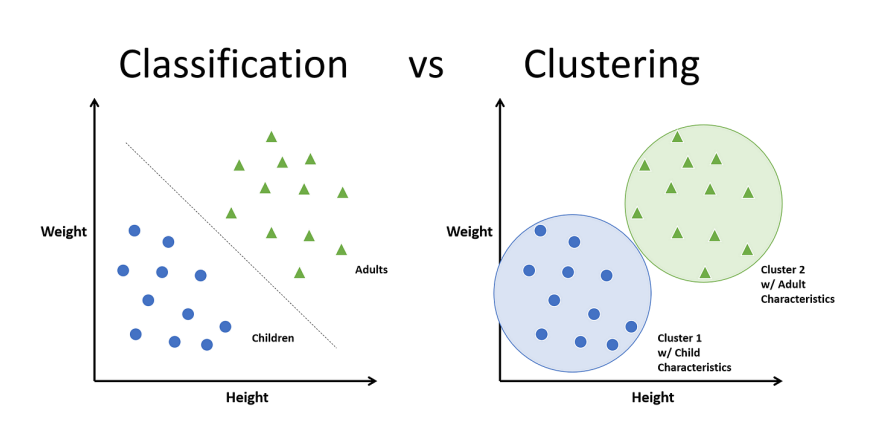 Classification vs Clustering
Weight
Adults
Children
Height
Weight
Cluster 2
w/ Adult
Characteristics
Cluster 1
w/ Child
Characteristics
Height